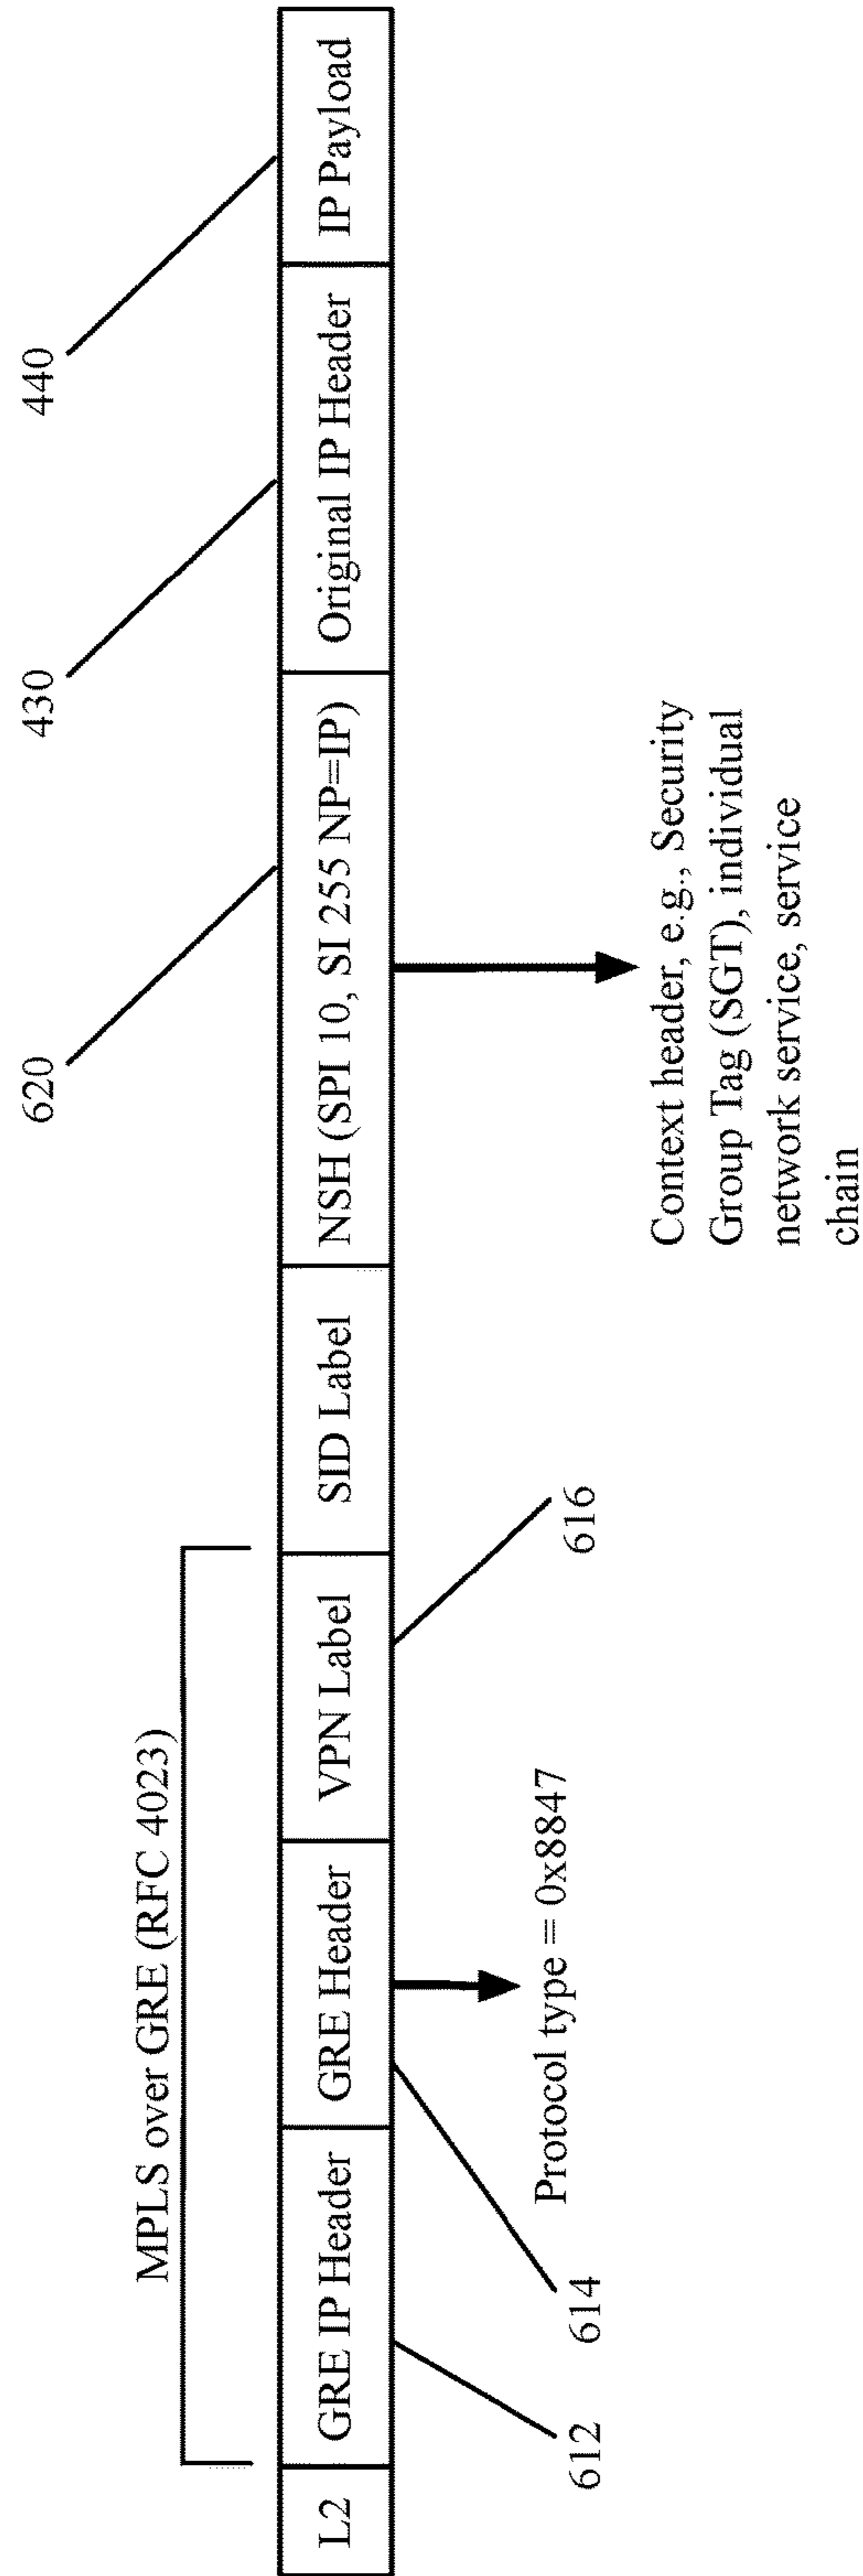 620
430
440
MPLS over GRE (RFC 4023)
L2
GRE IP Header
GRE Header
VPN Label
SID Label
NSH (SPI 10, SI 255 NP=IP)
Original IP Header
IP Payload
612
614
Protocol type = 0x8847
616
Context header, e.g., Security
Group Tag (SGT), individual
network service, service
chain